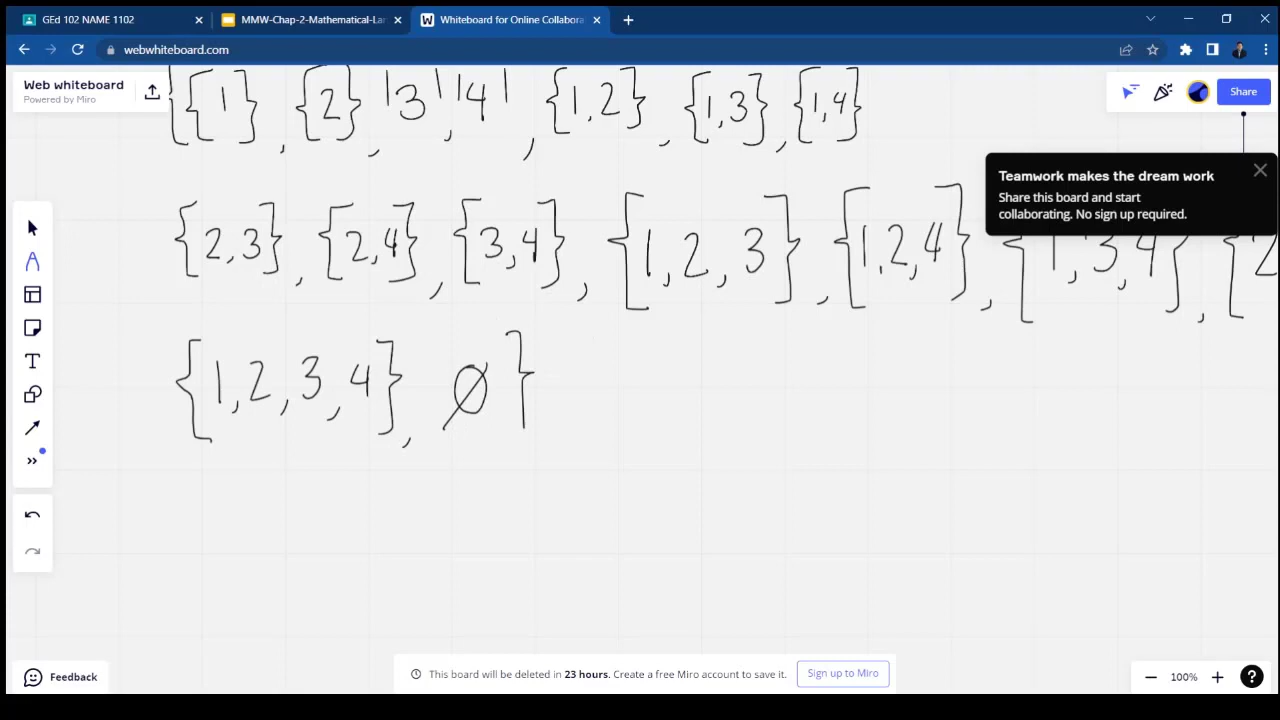 GEd 102 NAME 1102
MMW-Chap-2-Mathematical-Lar
Whiteboard for Online Collabora
webwhiteboard.com
Web whiteboard
Powered by Miro
Share
{{1}, {2}, |3|, |4|, {1,2}, {1,3}, {1,4}
Teamwork makes the dream work
Share this board and start
collaborating. No sign up required.
{2,3}, {2,4}, {3,4}, {1,2,3}, {1,2,4}, {1,3,4}, {2
{1,2,3,4}, ∅}
Feedback
This board will be deleted in 23 hours. Create a free Miro account to save it.
Sign up to Miro
100%